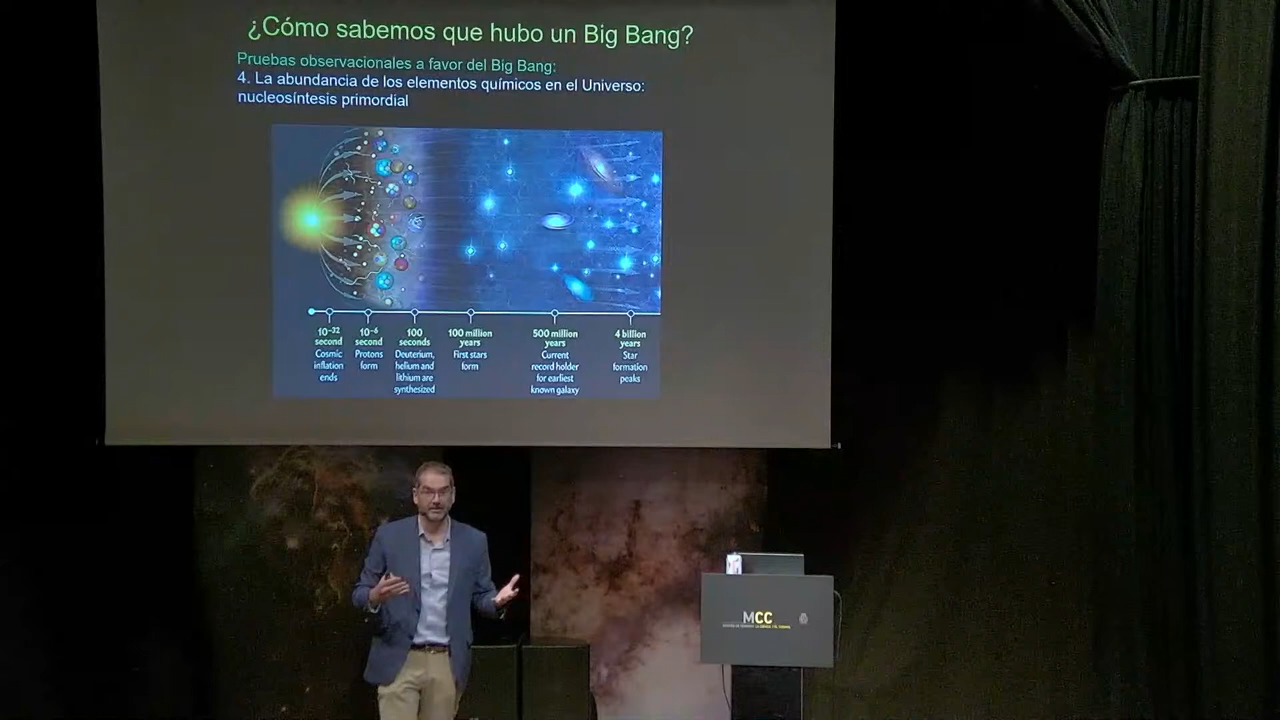 ¿Cómo sabemos que hubo un Big Bang?
Pruebas observacionales a favor del Big Bang:
4. La abundancia de los elementos químicos en el Universo:
nucleosíntesis primordial
10⁻³²
second
Cosmic
inflation
ends
10⁻⁶
second
Protons
form
100
seconds
Deuterium,
helium and
lithium are
synthesized
100 million
years
First stars
form
500 million
years
Current
record holder
for earliest
known galaxy
4 billion
years
Star
formation
peaks
MCC